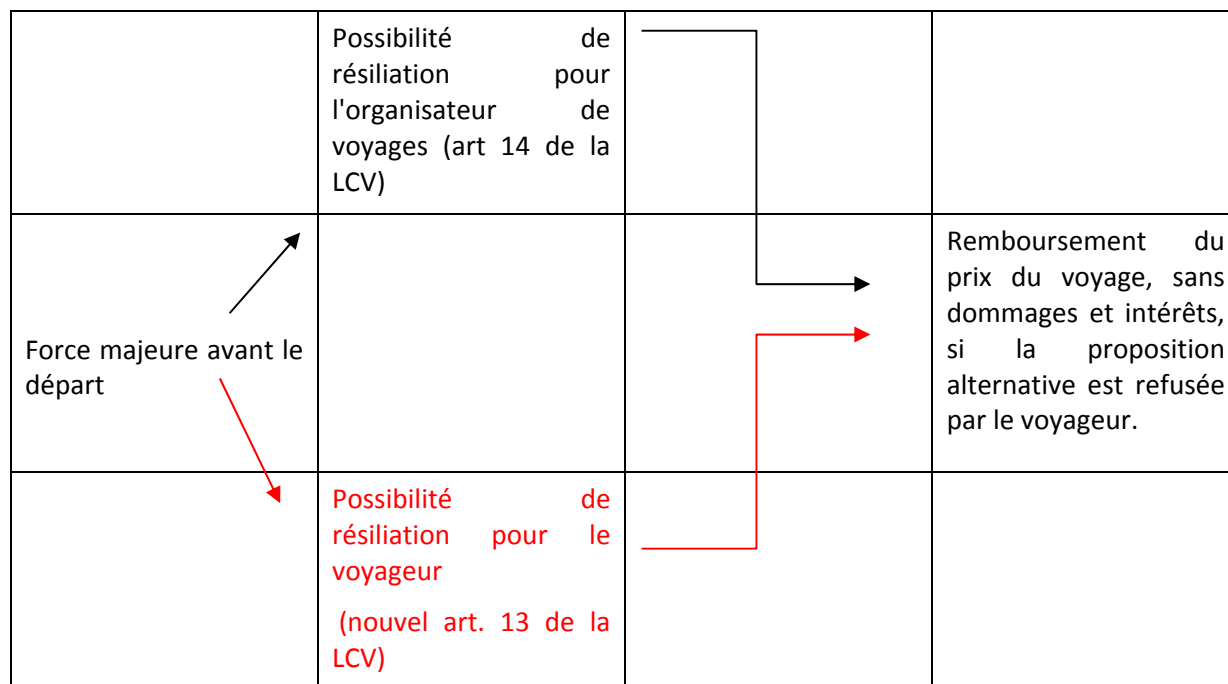 Possibilité de
résiliation pour
l'organisateur de
voyages (art 14 de la
LCV)
Force majeure avant le
départ
Remboursement du
prix du voyage, sans
dommages et intérêts,
si la proposition
alternative est refusée
par le voyageur.
Possibilité de
résiliation pour le
voyageur
(nouvel art. 13 de la
LCV)